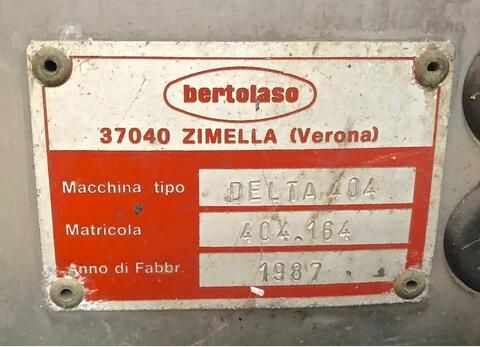 bertolaso
37040 ZIMELLA (Verona)
Macchina tipo DELTA 404
Matricola 404.164
Anno di Fabbr. 1987